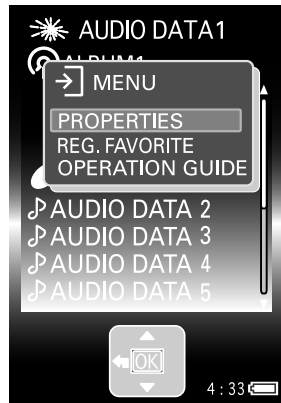 AUDIO DATA1
ALBUM1
MENU
PROPERTIES
REG. FAVORITE
OPERATION GUIDE
AUDIO DATA 2
AUDIO DATA 3
AUDIO DATA 4
AUDIO DATA 5
OK
4:33